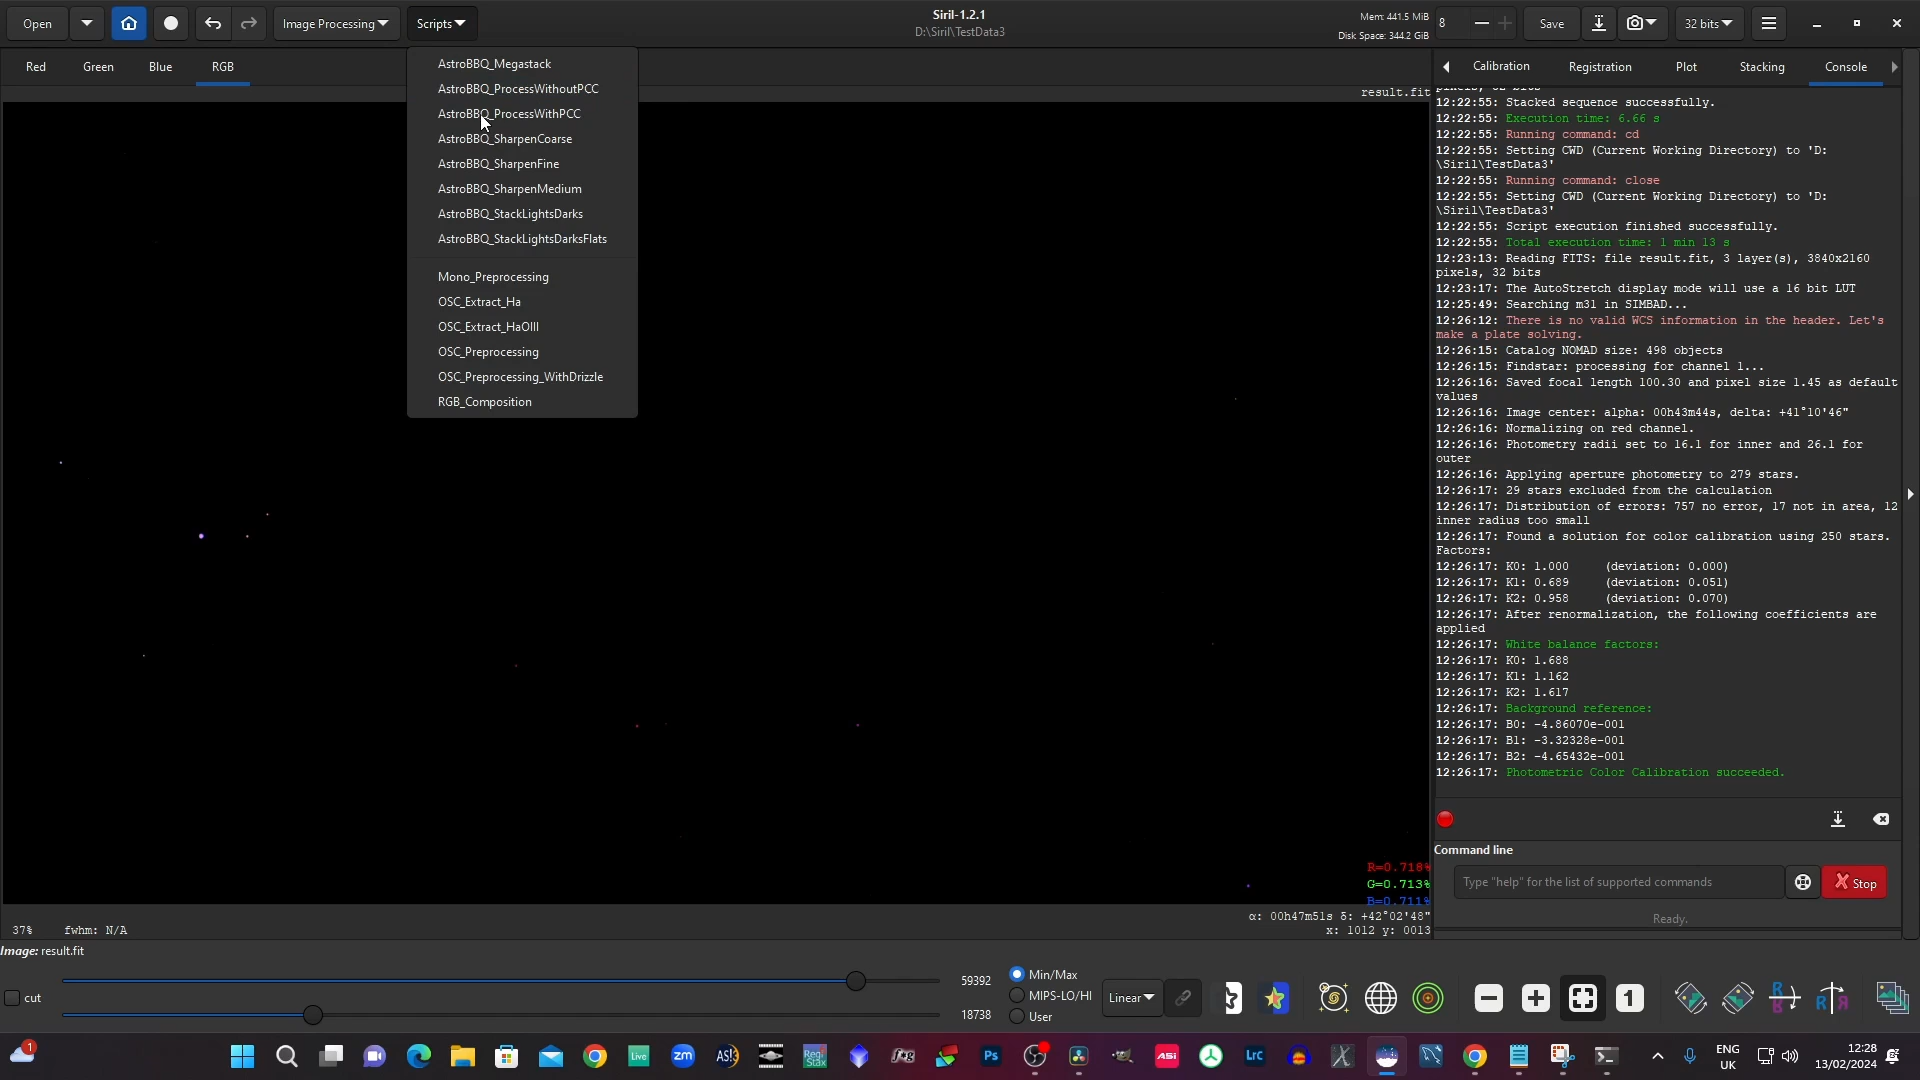 Open
Image Processing
Scripts
Siril-1.2.1
D:\Siril\TestData3
Mem: 441.5 MiB
Disk Space: 344.2 GiB
8
Save
32 bits
Red
Green
Blue
RGB
result.fit
AstroBBQ_Megastack
AstroBBQ_ProcessWithoutPCC
AstroBBQ_ProcessWithPCC
AstroBBQ_SharpenCoarse
AstroBBQ_SharpenFine
AstroBBQ_SharpenMedium
AstroBBQ_StackLightsDarks
AstroBBQ_StackLightsDarksFlats
Mono_Preprocessing
OSC_Extract_Ha
OSC_Extract_HaOIII
OSC_Preprocessing
OSC_Preprocessing_WithDrizzle
RGB_Composition
Calibration
Registration
Plot
Stacking
Console
pixels, 32 bits
12:22:55: Stacked sequence successfully.
12:22:55: Execution time: 6.66 s
12:22:55: Running command: cd
12:22:55: Setting CWD (Current Working Directory) to 'D:
\Siril\TestData3'
12:22:55: Running command: close
12:22:55: Setting CWD (Current Working Directory) to 'D:
\Siril\TestData3'
12:22:55: Script execution finished successfully.
12:22:55: Total execution time: 1 min 13 s
12:23:13: Reading FITS: file result.fit, 3 layer(s), 3840x2160
pixels, 32 bits
12:23:17: The AutoStretch display mode will use a 16 bit LUT
12:25:49: Searching m31 in SIMBAD...
12:26:12: There is no valid WCS information in the header. Let's
make a plate solving.
12:26:15: Catalog NOMAD size: 498 objects
12:26:15: Findstar: processing for channel 1...
12:26:16: Saved focal length 100.30 and pixel size 1.45 as default
values
12:26:16: Image center: alpha: 00h43m44s, delta: +41°10'46"
12:26:16: Normalizing on red channel.
12:26:16: Photometry radii set to 16.1 for inner and 26.1 for
outer
12:26:16: Applying aperture photometry to 279 stars.
12:26:17: 29 stars excluded from the calculation
12:26:17: Distribution of errors: 757 no error, 17 not in area, 12
inner radius too small
12:26:17: Found a solution for color calibration using 250 stars.
Factors:
12:26:17: K0: 1.000 (deviation: 0.000)
12:26:17: K1: 0.689 (deviation: 0.051)
12:26:17: K2: 0.958 (deviation: 0.070)
12:26:17: After renormalization, the following coefficients are
applied
12:26:17: White balance factors:
12:26:17: K0: 1.688
12:26:17: K1: 1.162
12:26:17: K2: 1.617
12:26:17: Background reference:
12:26:17: B0: -4.86070e-001
12:26:17: B1: -3.32328e-001
12:26:17: B2: -4.65432e-001
12:26:17: Photometric Color Calibration succeeded.
Command line
Type "help" for the list of supported commands
Stop
Ready.
R=0.718%
G=0.713%
B=0.711%
α: 00h47m51s δ: +42°02'48"
x: 1012 y: 0013
37%
fwhm: N/A
Image: result.fit
cut
59392
18738
Min/Max
MIPS-LO/HI
User
Linear
1
1
Live
zm
AS!
Regi
Stax
Ps
ASI
LrC
ENG
UK
12:28
13/02/2024